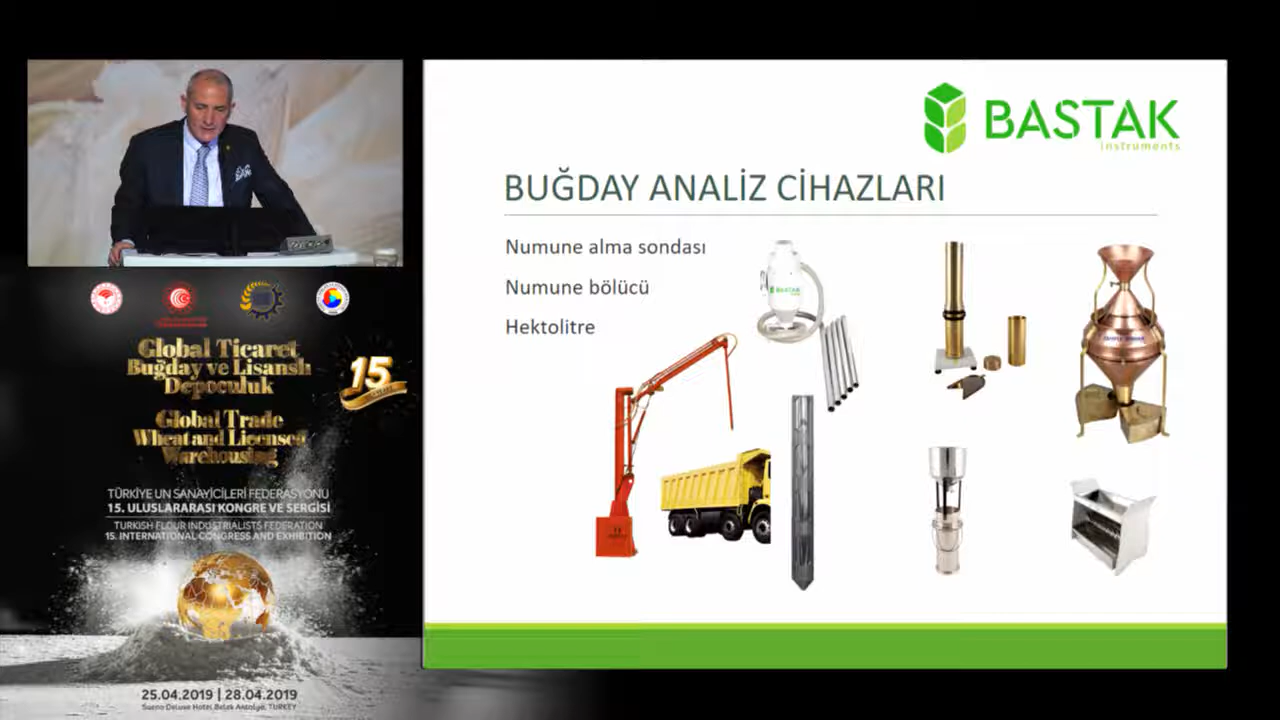 BASTAK
instruments
BUĞDAY ANALİZ CİHAZLARI
Numune alma sondası
Numune bölücü
Hektolitre
BASTAK
Global Ticaret
Buğday ve Lisanslı
Depoculuk
15
Global Trade
Wheat and Licensed
Warehousing
TÜRKİYE UN SANAYİCİLERİ FEDERASYONU
15. ULUSLARARASI KONGRE VE SERGİSİ
TURKISH FLOUR INDUSTRIALISTS FEDERATION
15. INTERNATIONAL CONGRESS AND EXHIBITION
25.04.2019 | 28.04.2019
Sueno Deluxe Hotel Belek Antalya, TURKEY